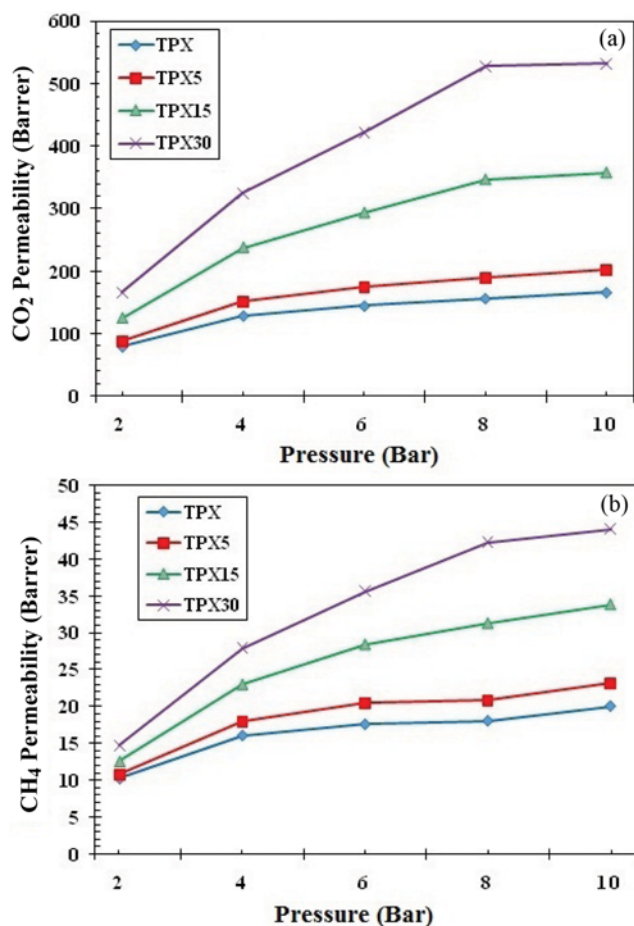 (a)
TPX
TPX5
TPX15
TPX30
600
500
400
300
200
100
0
CO₂ Permeability (Barrer)
2 4 6 8 10
Pressure (Bar)
(b)
TPX
TPX5
TPX15
TPX30
50
45
40
35
30
25
20
15
10
5
0
CH₄ Permeability (Barrer)
2 4 6 8 10
Pressure (Bar)